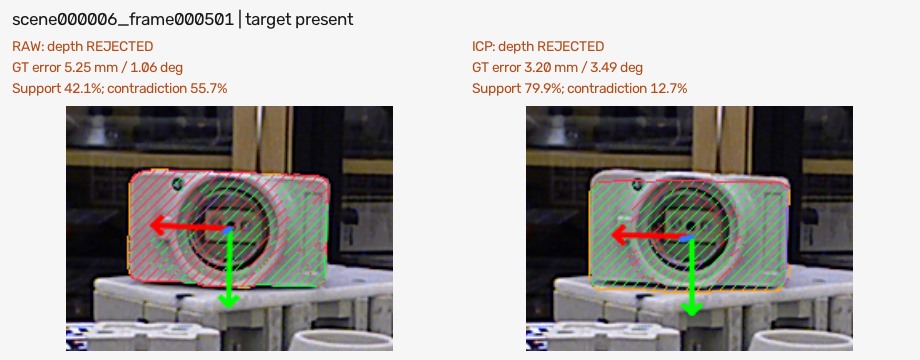 scene000006_frame000501 | target present
RAW: depth REJECTED
GT error 5.25 mm / 1.06 deg
Support 42.1%; contradiction 55.7%
ICP: depth REJECTED
GT error 3.20 mm / 3.49 deg
Support 79.9%; contradiction 12.7%